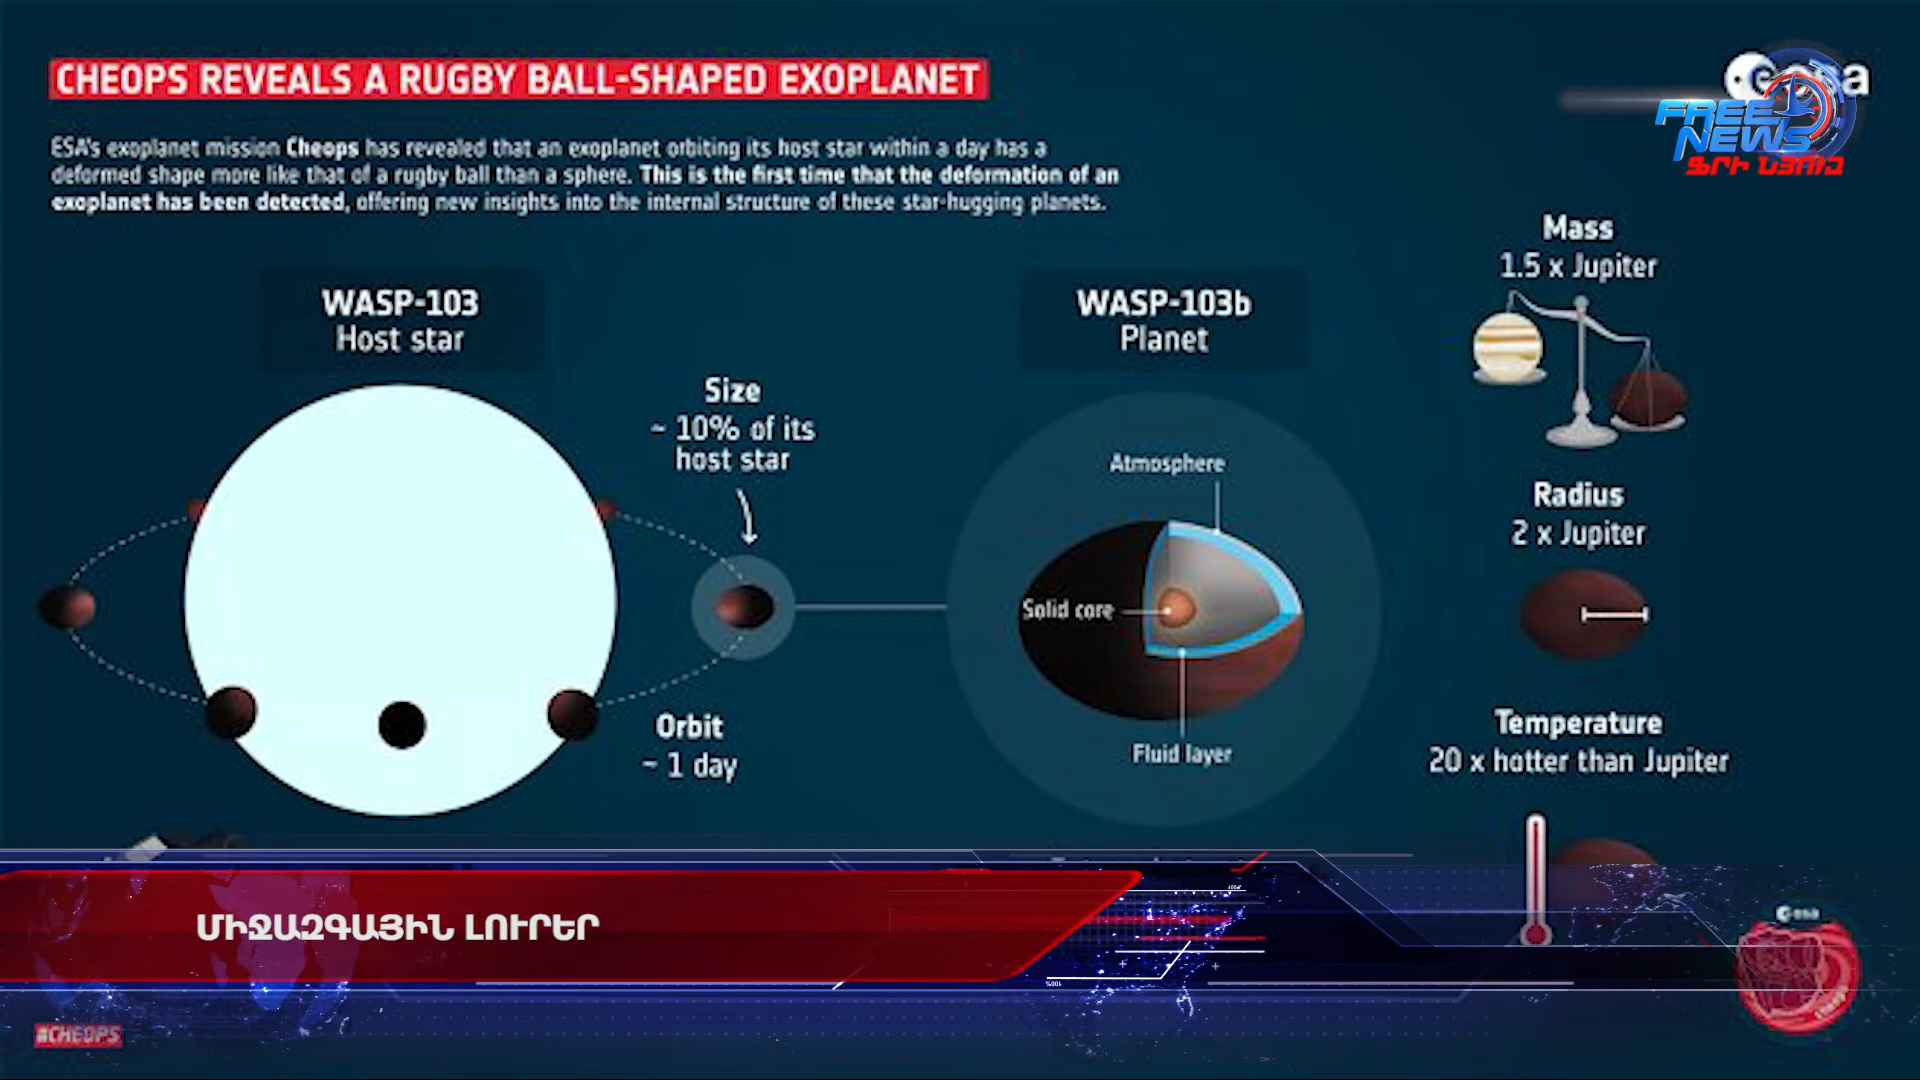 CHEOPS REVEALS A RUGBY BALL-SHAPED EXOPLANET
esa
FREE
NEWS
ՖՐԻ ՆՅՈՒԶ
ESA's exoplanet mission Cheops has revealed that an exoplanet orbiting its host star within a day has a
deformed shape more like that of a rugby ball than a sphere. This is the first time that the deformation of an
exoplanet has been detected, offering new insights into the internal structure of these star-hugging planets.
WASP-103
Host star
Size
~ 10% of its
host star
Orbit
~ 1 day
WASP-103b
Planet
Atmosphere
Solid core
Fluid layer
Mass
1.5 x Jupiter
Radius
2 x Jupiter
Temperature
20 x hotter than Jupiter
ՄԻՋԱԶԳԱՅԻՆ ԼՈՒՐԵՐ
esa
cheops
#CHEOPS